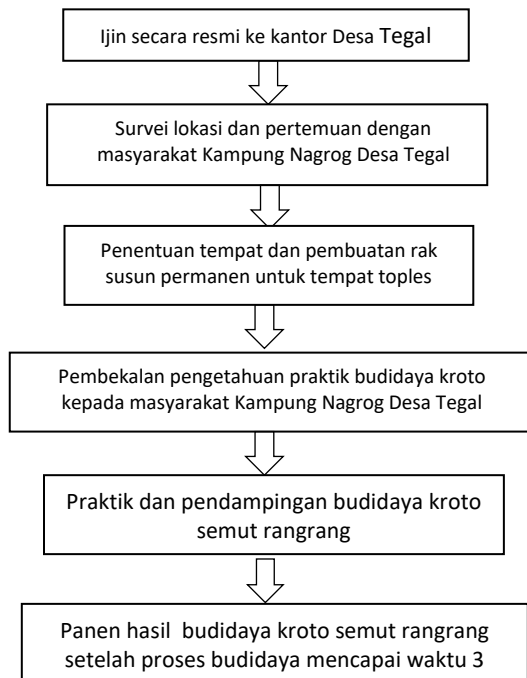 Ijin secara resmi ke kantor Desa Tegal
Survei lokasi dan pertemuan dengan
masyarakat Kampung Nagrog Desa Tegal
Penentuan tempat dan pembuatan rak
susun permanen untuk tempat toples
Pembekalan pengetahuan praktik budidaya kroto
kepada masyarakat Kampung Nagrog Desa Tegal
Praktik dan pendampingan budidaya kroto
semut rangrang
Panen hasil budidaya kroto semut rangrang
setelah proses budidaya mencapai waktu 3